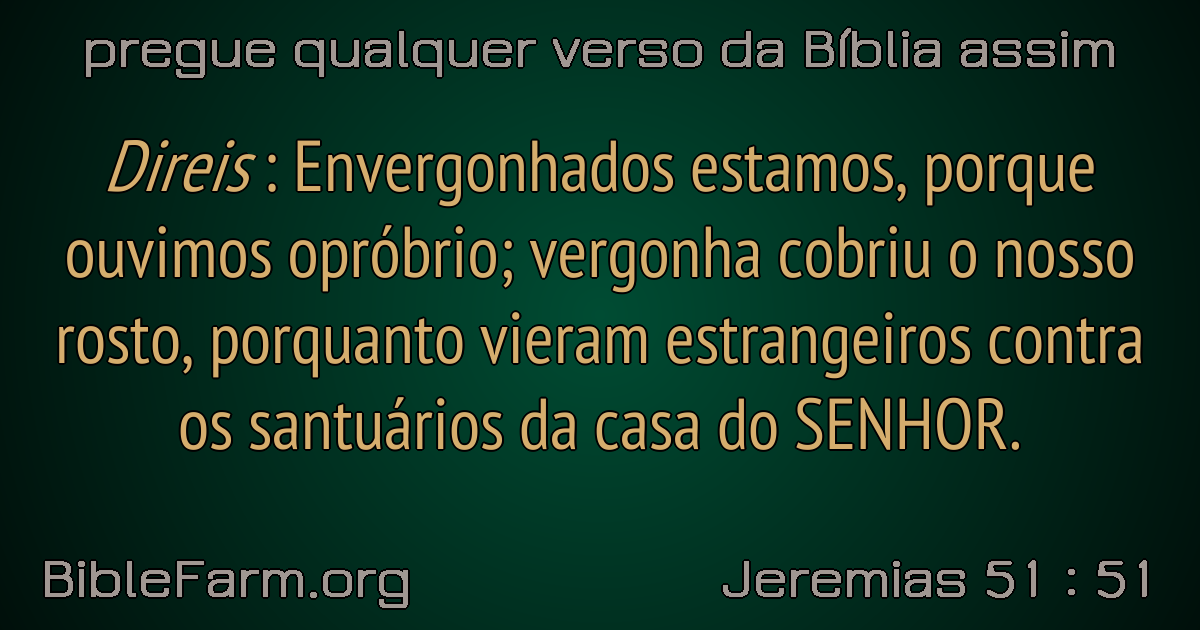 pregue qualquer verso da Bíblia assim
Direis : Envergonhados estamos, porque
ouvimos opróbrio; vergonha cobriu o nosso
rosto, porquanto vieram estrangeiros contra
os santuários da casa do SENHOR.
BibleFarm.org
Jeremias 51 : 51